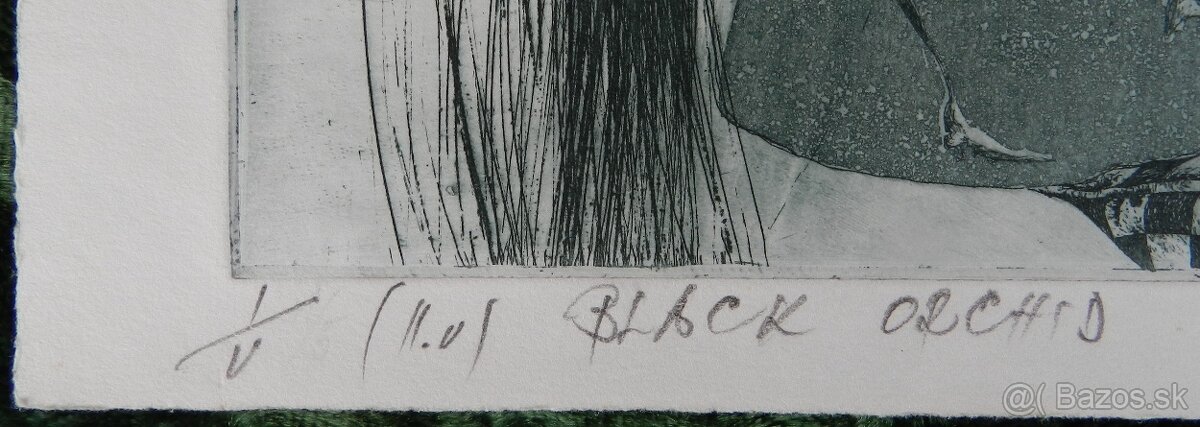 I/V (II.V) BLACK ORCHID
@( Bazos.sk